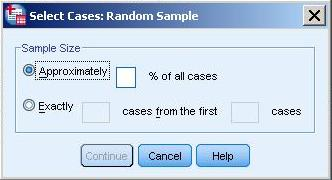 Select Cases: Random Sample
Sample Size
Approximately % of all cases
Exactly cases from the first cases
Continue Cancel Help